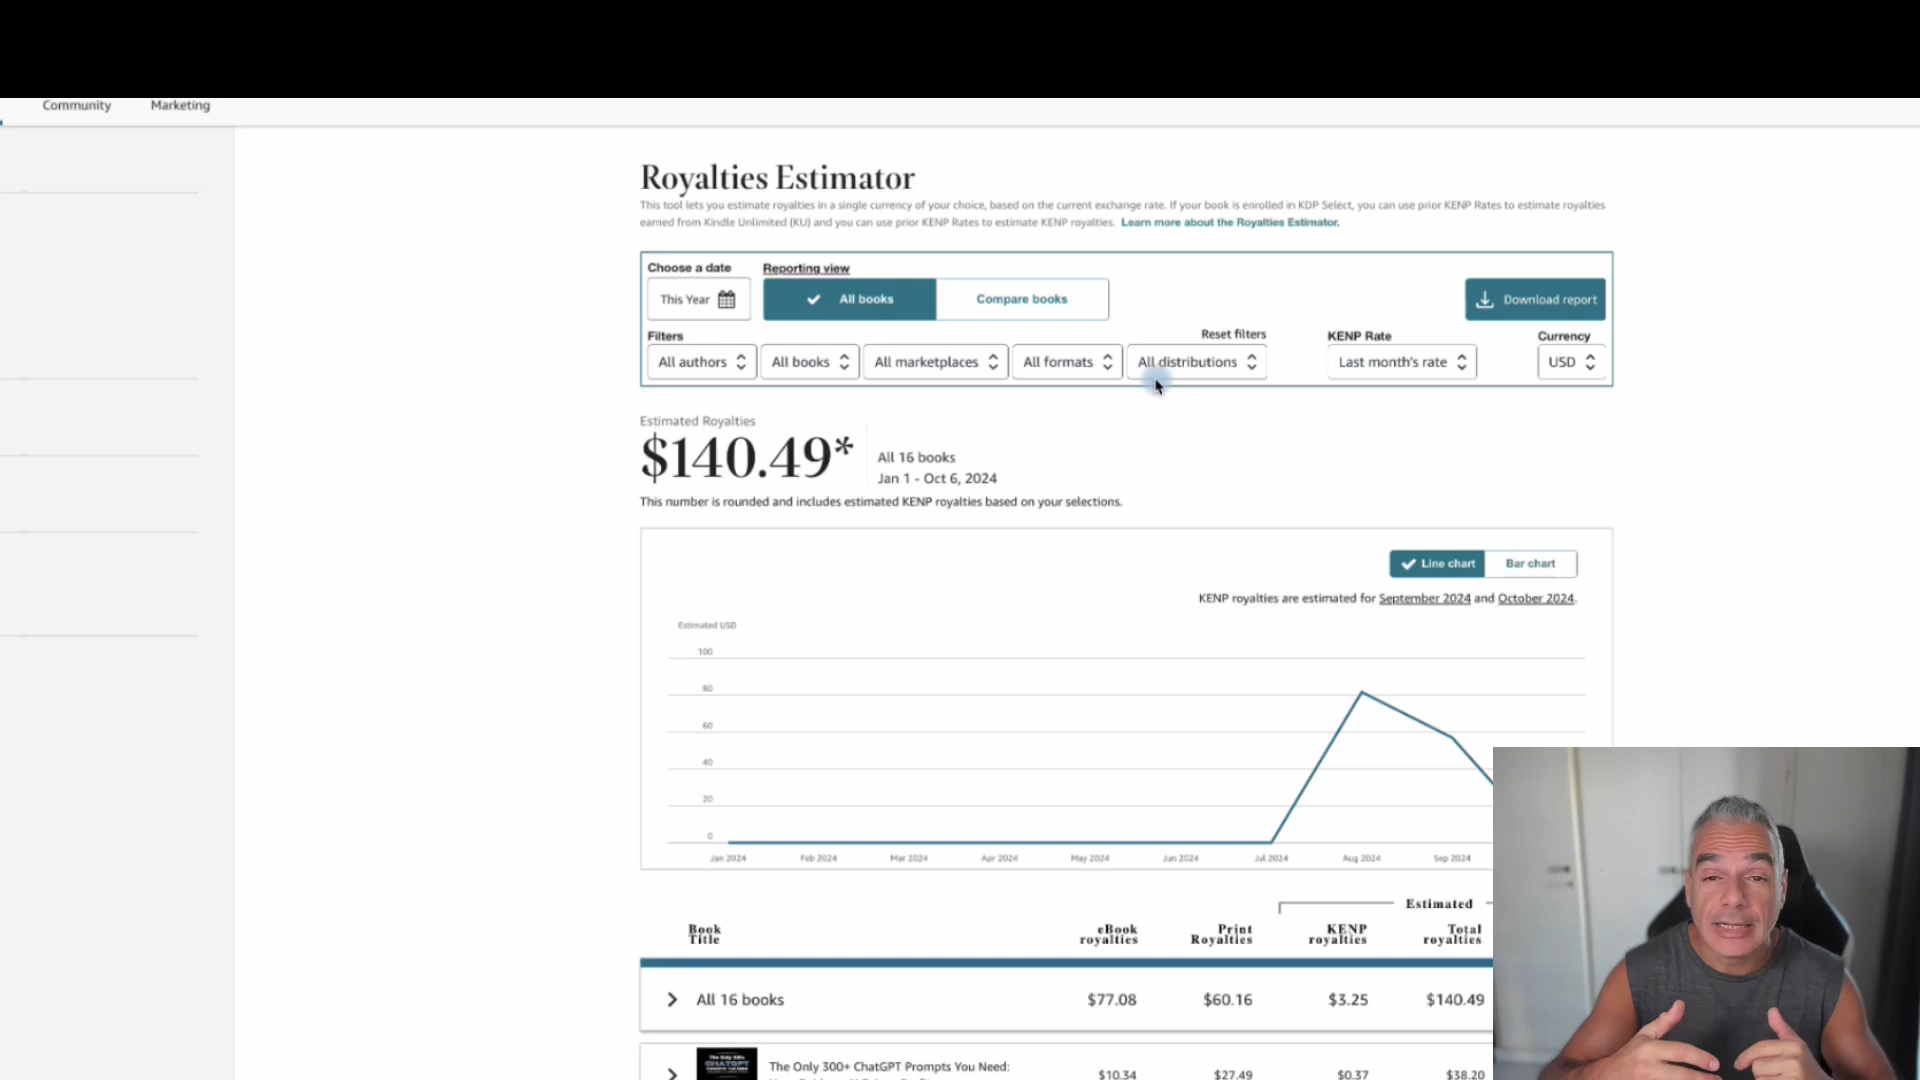 Community Marketing
Royalties Estimator
This tool lets you estimate royalties in a single currency of your choice, based on the current exchange rate. If your book is enrolled in KDP Select, you can use prior KENP Rates to estimate royalties
earned from Kindle Unlimited (KU) and you can use prior KENP Rates to estimate KENP royalties. Learn more about the Royalties Estimator.
Choose a date Reporting view
This Year All books Compare books Download report
Filters Reset filters KENP Rate Currency
All authors All books All marketplaces All formats All distributions Last month's rate USD
Estimated Royalties
$140.49*
All 16 books
Jan 1 - Oct 6, 2024
This number is rounded and includes estimated KENP royalties based on your selections.
Line chart Bar chart
KENP royalties are estimated for September 2024 and October 2024.
Estimated USD
100
80
60
40
20
0
Jan 2024 Feb 2024 Mar 2024 Apr 2024 May 2024 Jun 2024 Jul 2024 Aug 2024 Sep 2024
Estimated
Book Title eBook royalties Print Royalties KENP royalties Total royalties
All 16 books $77.08 $60.16 $3.25 $140.49
The Only 300+
CHATGPT
The Only 300+ ChatGPT Prompts You Need:
$10.34 $27.49 $0.37 $38.20